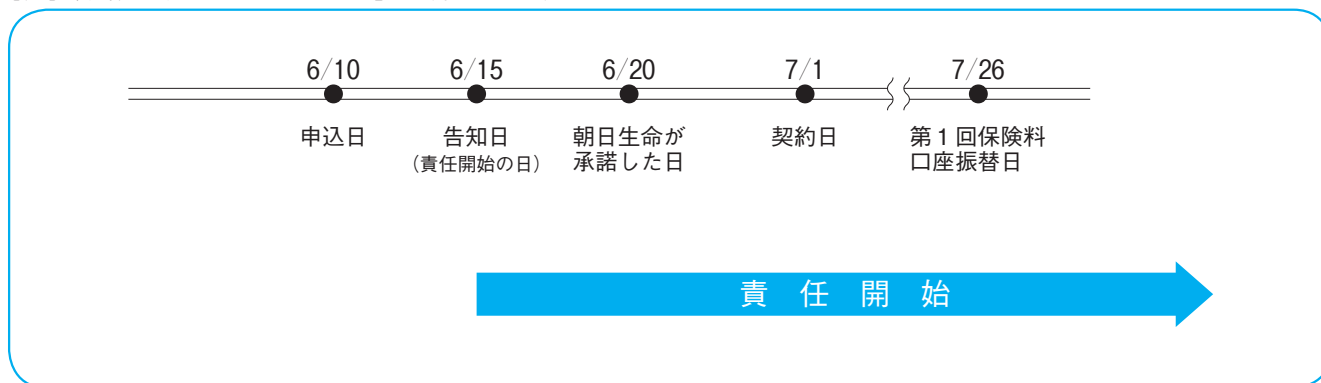 6/10
6/15
6/20
7/1
7/26
申込日
告知日
（責任開始の日）
朝日生命が
承諾した日
契約日
第１回保険料
口座振替日
責任開始